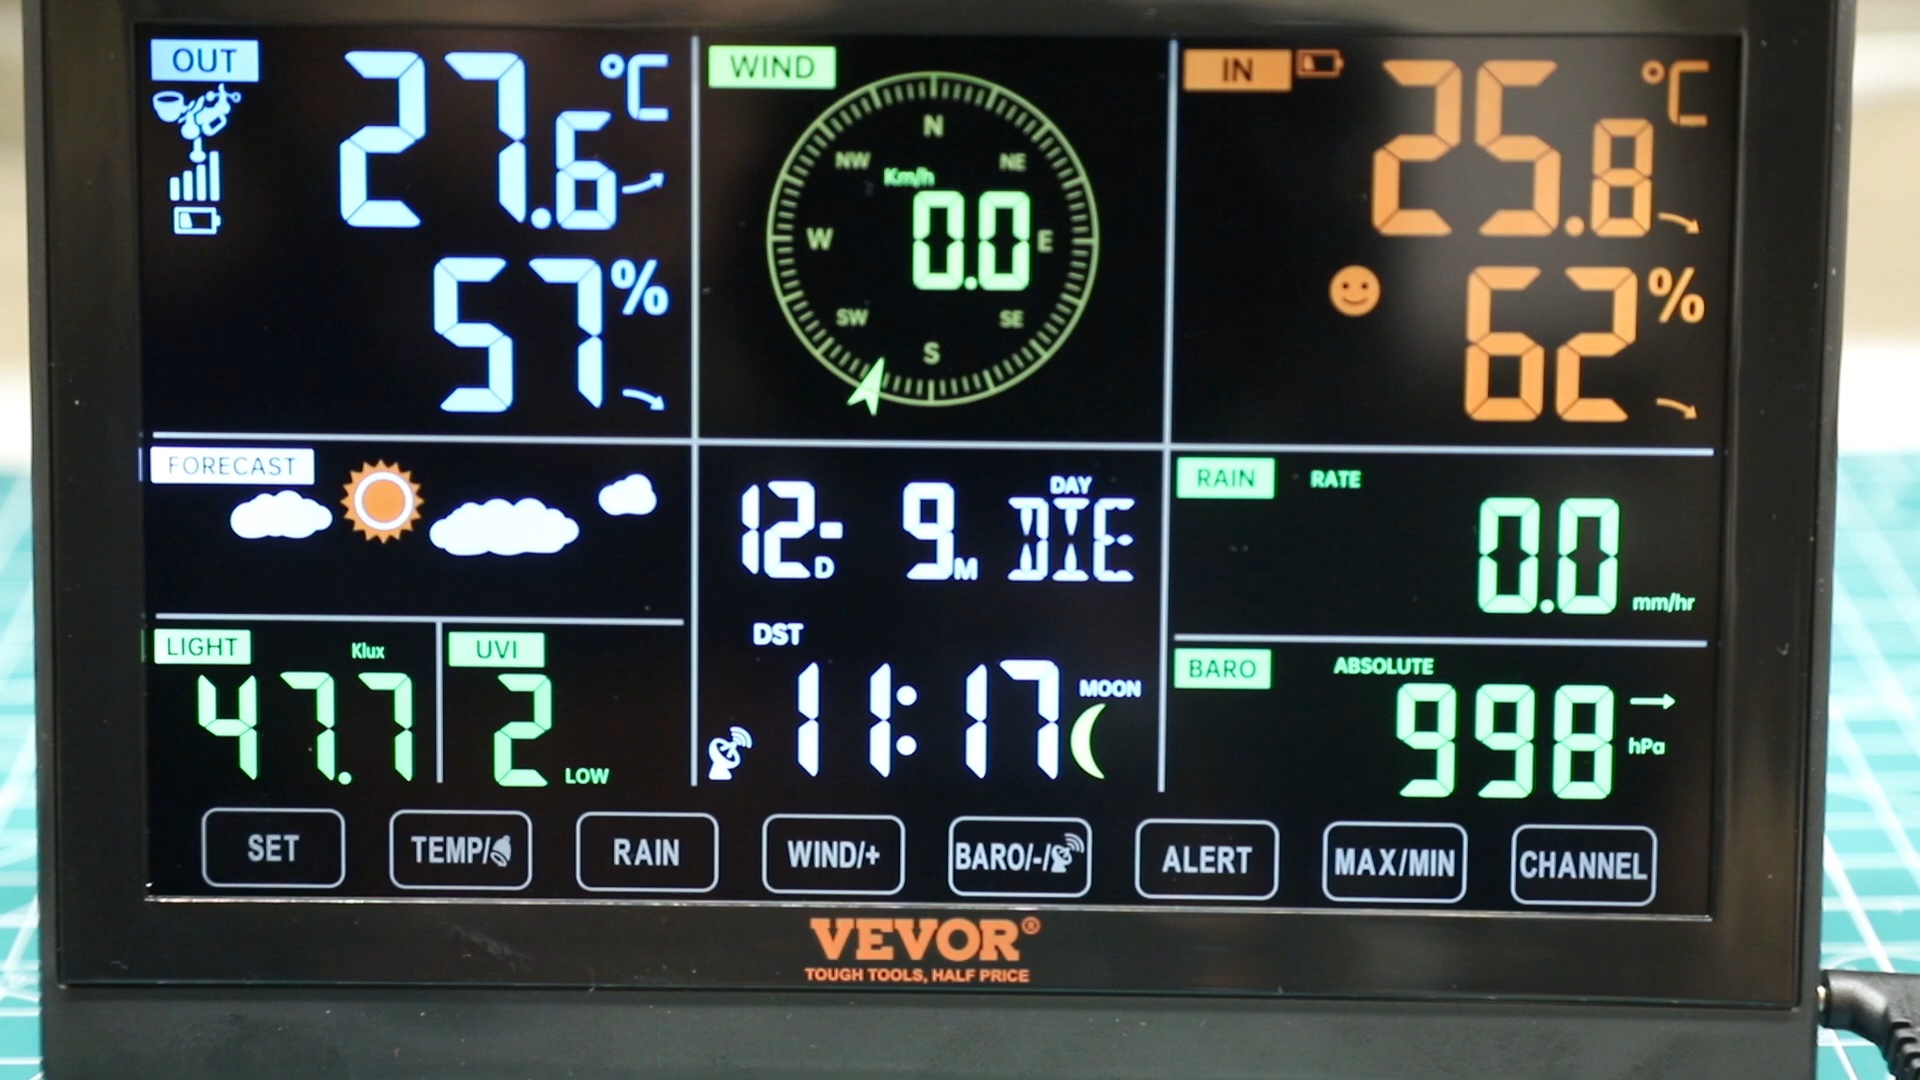 OUT
27.6 °C
57 %
WIND
N
NW NE
Km/h
W 0.0 E
SW SE
S
IN
25.8 °C
62 %
FORECAST
12-D 9M DAY DIE
DST
11:17 MOON
RAIN RATE
0.0 mm/hr
LIGHT Klux
47.7
UVI
2 LOW
BARO ABSOLUTE
998 hPa
SET
TEMP/
RAIN
WIND/+
BARO/-/
ALERT
MAX/MIN
CHANNEL
VEVOR®
TOUGH TOOLS, HALF PRICE